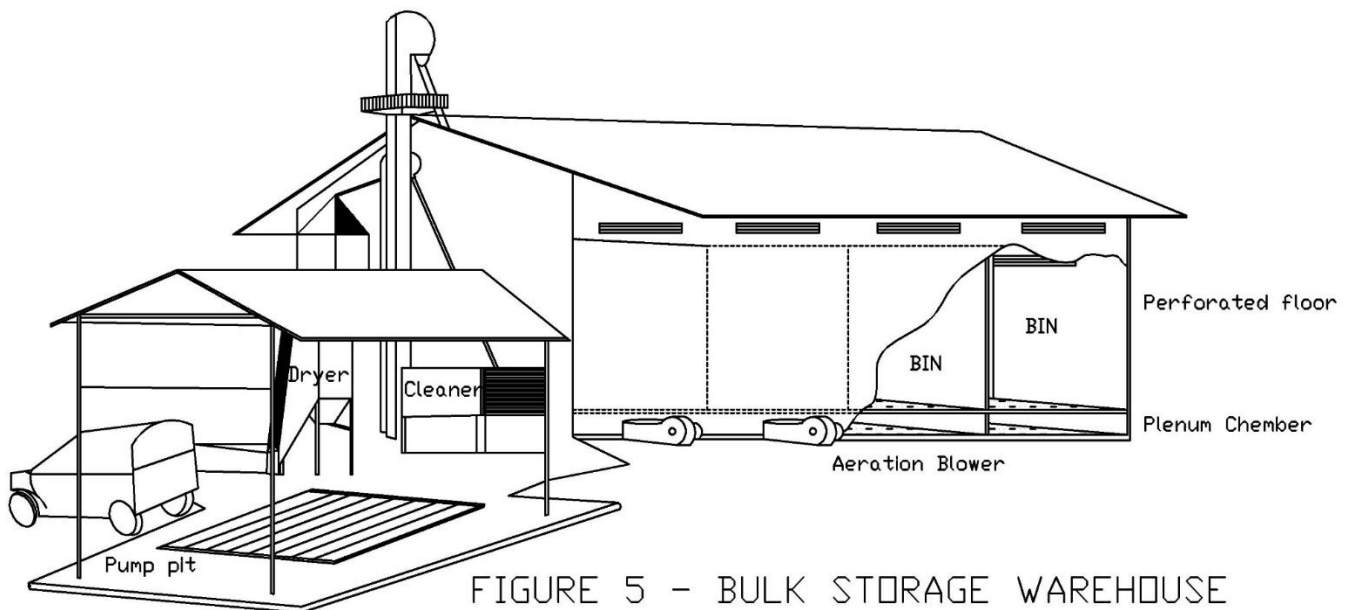 Perforated floor
BIN
BIN
Dryer
Cleaner
Plenum Chember
Aeration Blower
Pump pit
FIGURE 5 - BULK STORAGE WAREHOUSE